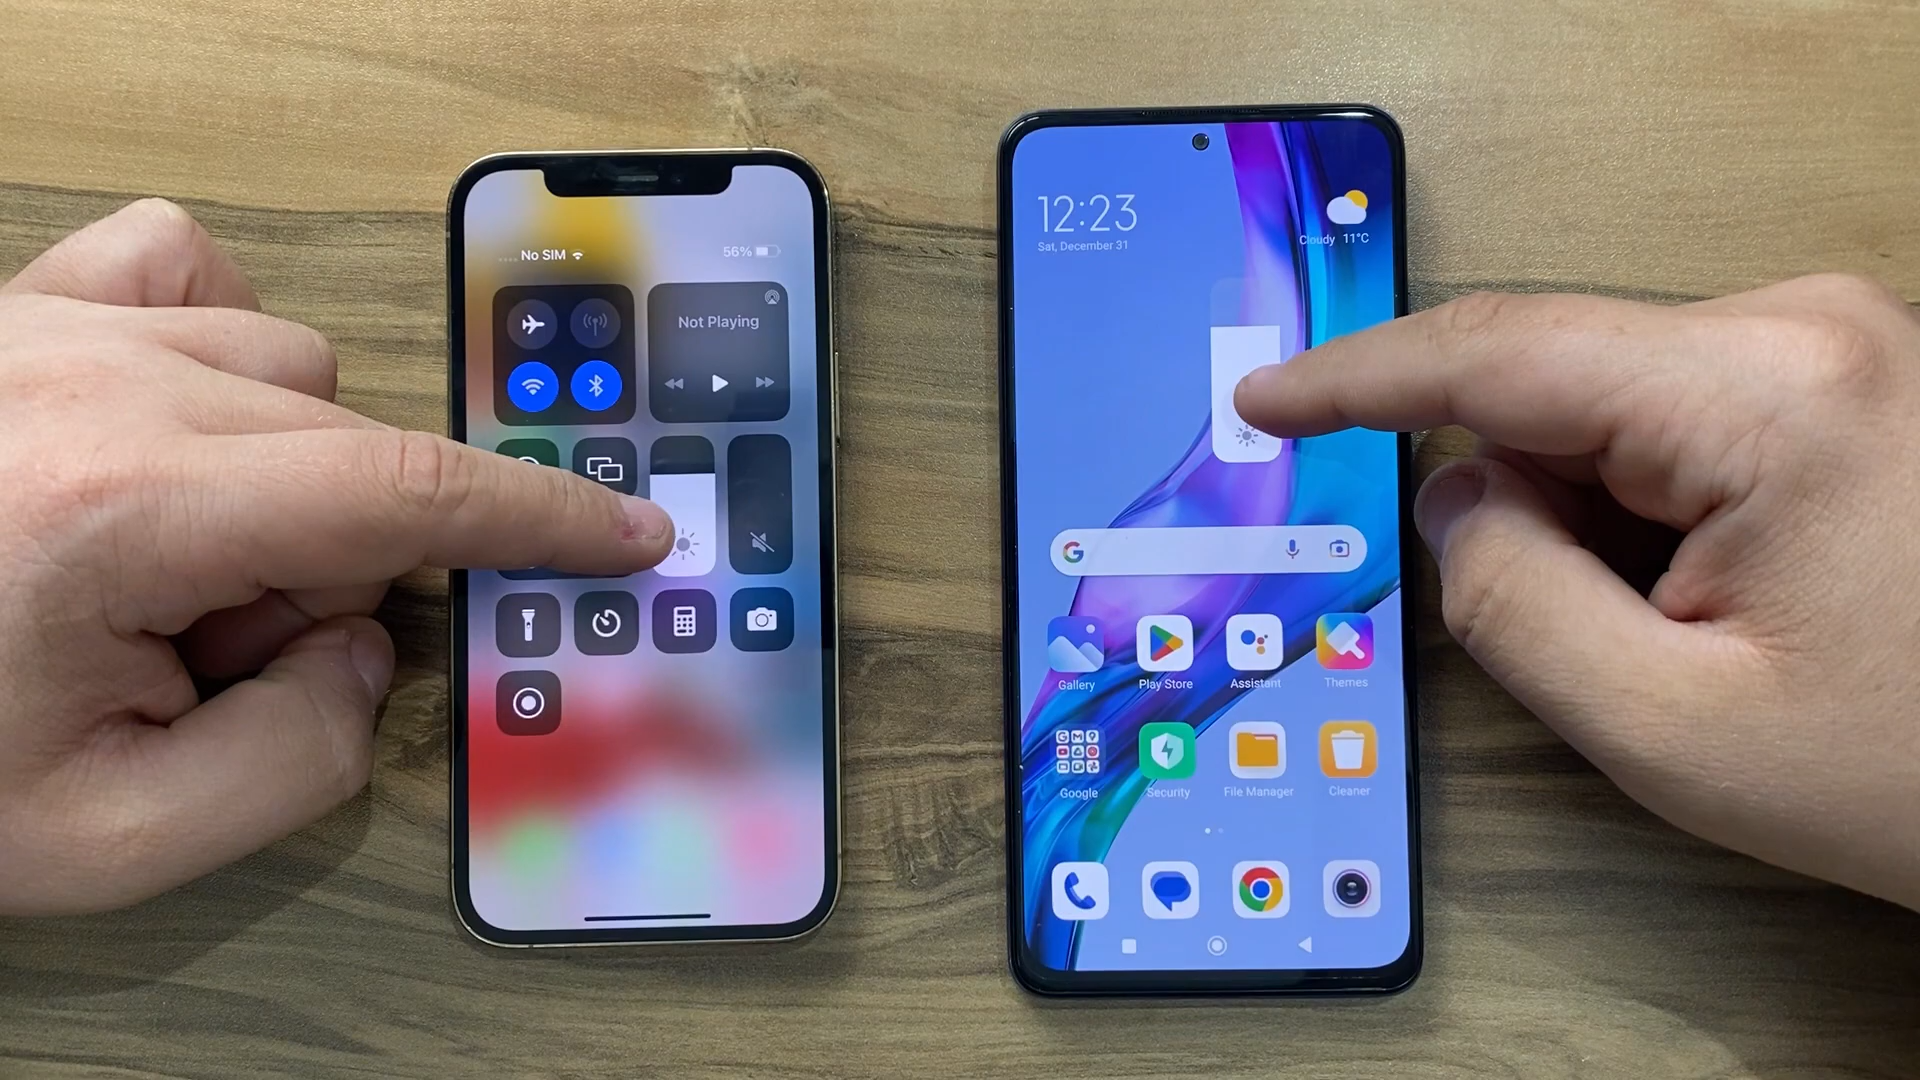 No SIM
56%
Not Playing
12:23
Sat, December 31
Cloudy 11°C
G
Gallery
Play Store
Assistant
Themes
Google
Security
File Manager
Cleaner